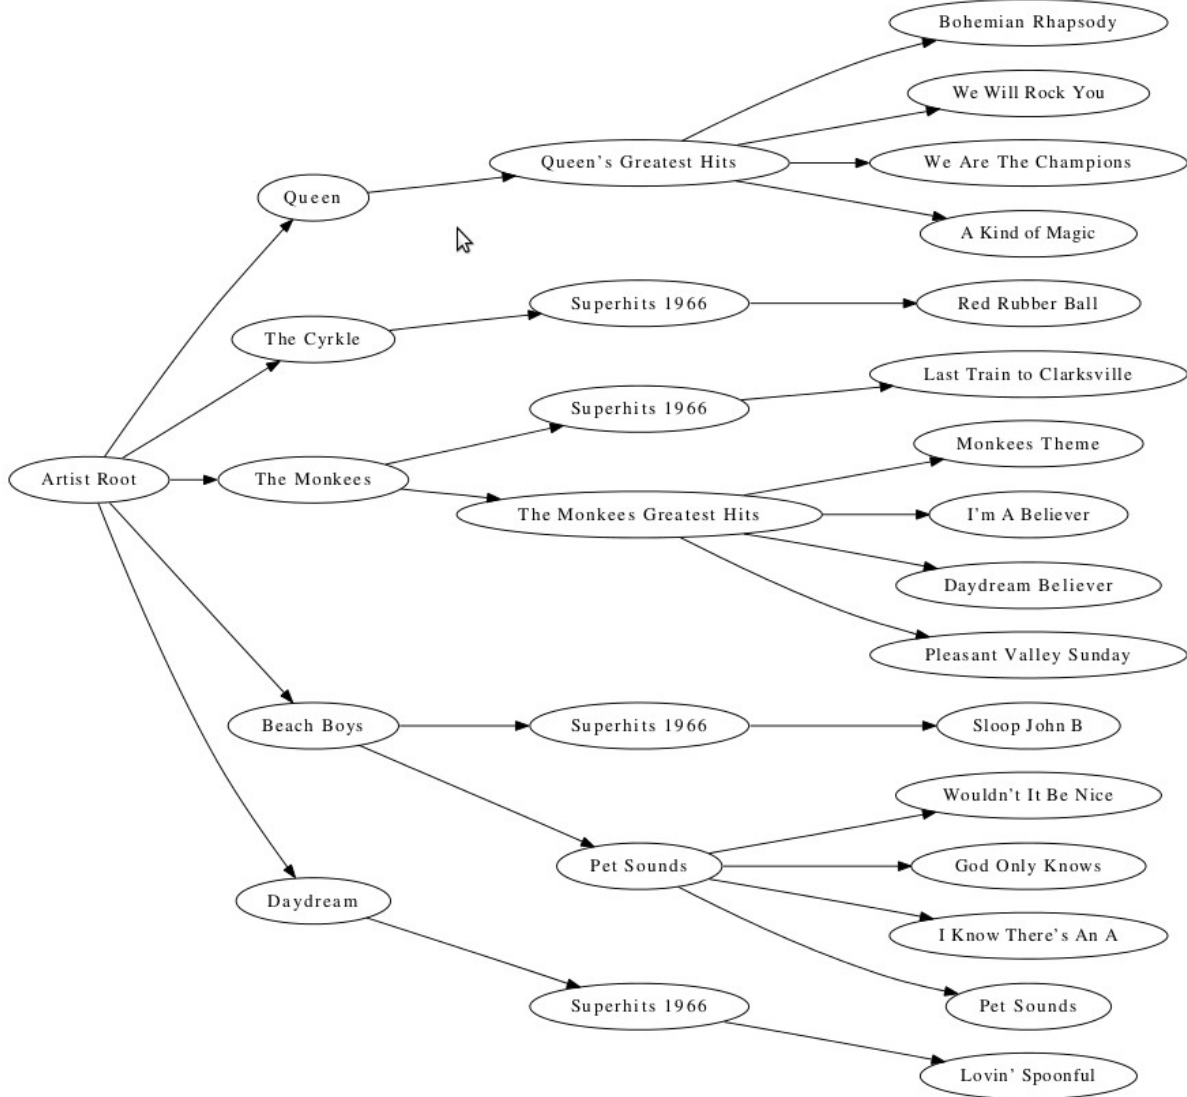 Bohemian Rhapsody
We Will Rock You
Queen's Greatest Hits
We Are The Champions
Queen
A Kind of Magic
Superhits 1966
Red Rubber Ball
The Cyrkle
Last Train to Clarksville
Superhits 1966
Monkees Theme
Artist Root
The Monkees
The Monkees Greatest Hits
I'm A Believer
Daydream Believer
Pleasant Valley Sunday
Beach Boys
Superhits 1966
Sloop John B
Wouldn't It Be Nice
Pet Sounds
God Only Knows
Daydream
I Know There's An A
Superhits 1966
Pet Sounds
Lovin' Spoonful